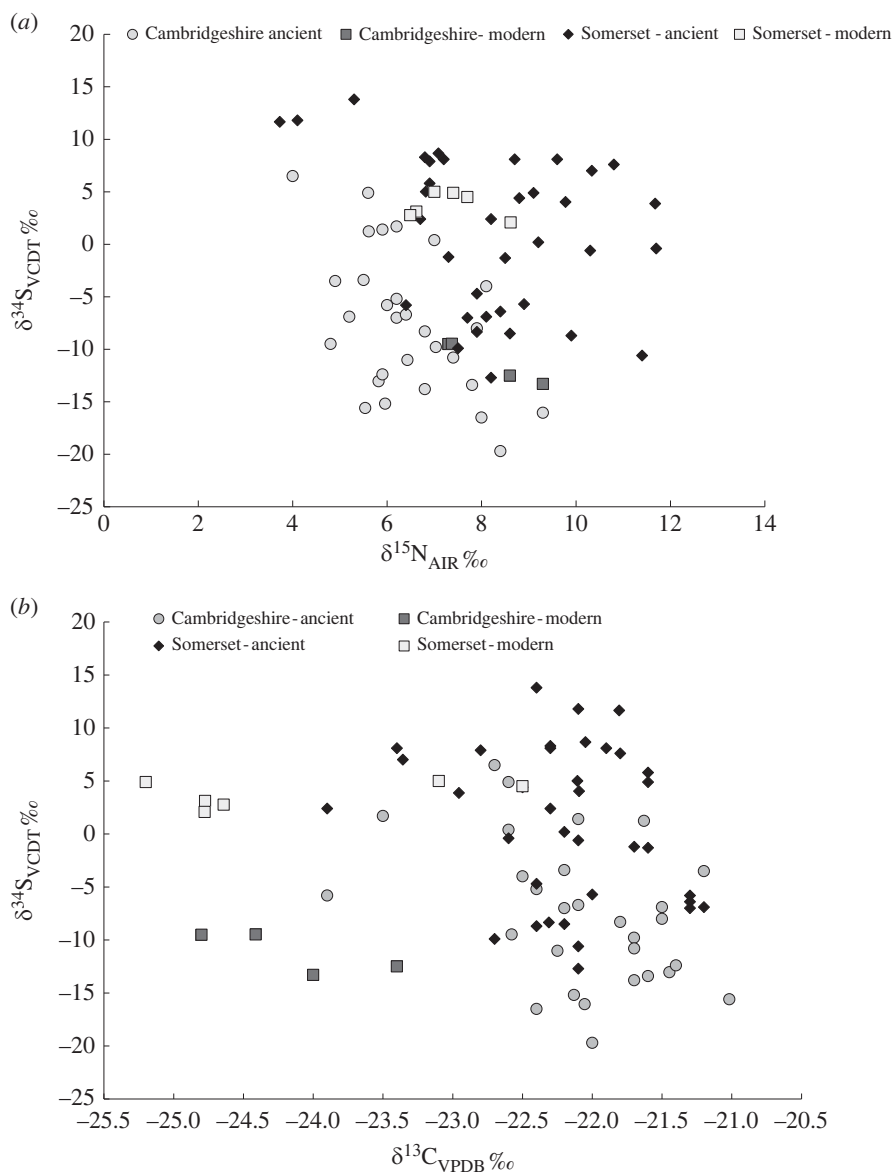 (a)
20
Cambridgeshire ancient Cambridgeshire- modern Somerset - ancient Somerset - modern
15
10
5
0
–5
–10
–15
–20
–25
δ34SVCDT ‰
0 2 4 6 8 10 12 14
δ15NAIR ‰
(b)
20
Cambridgeshire - ancient Cambridgeshire - modern
Somerset - ancient Somerset - modern
15
10
5
0
–5
–10
–15
–20
–25
δ34SVCDT ‰
–25.5 –25.0 –24.5 –24.0 –23.5 –23.0 –22.5 –22.0 –21.5 –21.0 –20.5
δ13CVPDB ‰